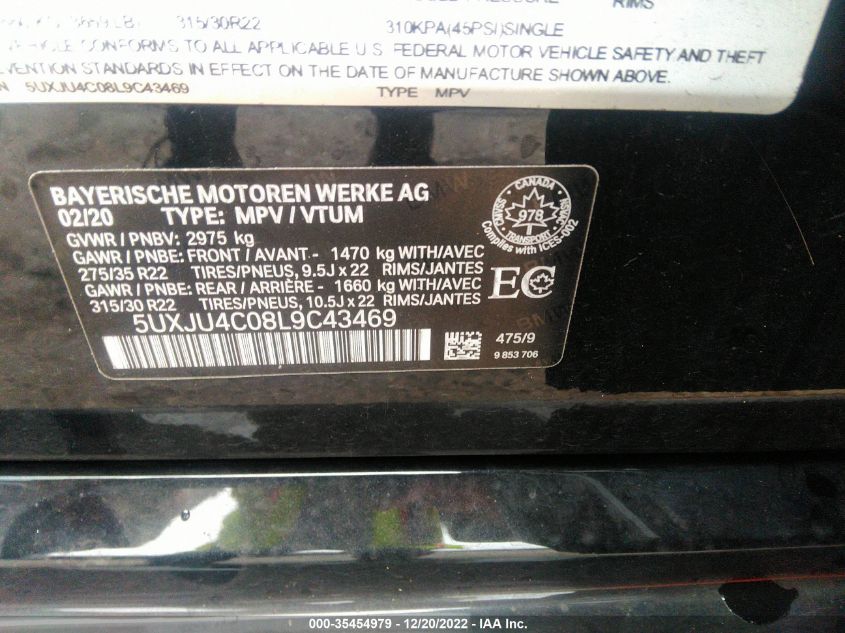 315/30R22
310KPA(45PSI)SINGLE
CONFORMS TO ALL APPLICABLE U.S. FEDERAL MOTOR VEHICLE SAFETY AND THEFT
VENTION STANDARDS IN EFFECT ON THE DATE OF MANUFACTURE SHOWN ABOVE.
5UXJU4C08L9C43469 TYPE MPV
BAYERISCHE MOTOREN WERKE AG
02/20 TYPE: MPV / VTUM
GVWR / PNBV: 2975 kg
GAWR / PNBE: FRONT / AVANT - 1470 kg WITH/AVEC
275/35 R22 TIRES/PNEUS, 9.5J x 22 RIMS/JANTES
GAWR / PNBE: REAR / ARRIÈRE - 1660 kg WITH/AVEC
315/30 R22 TIRES/PNEUS, 10.5J x 22 RIMS/JANTES
5UXJU4C08L9C43469
CANADA
978
TRANSPORT
Complies with ICES-002
EC
475/9
9 853 706
000-35454979 - 12/20/2022 - IAA Inc.